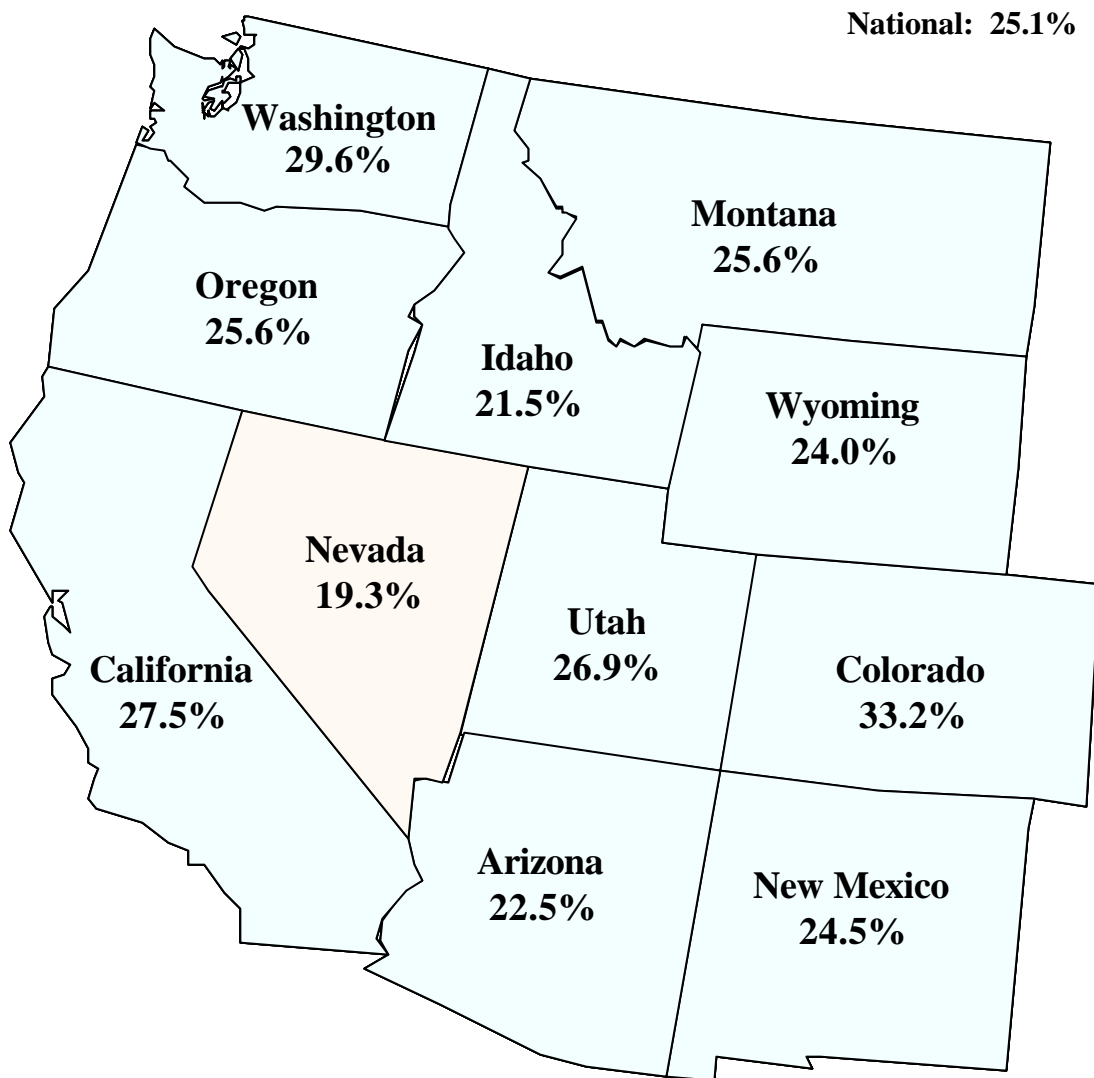 National: 25.1%
Washington
29.6%
Montana
25.6%
Oregon
25.6%
Idaho
21.5%
Wyoming
24.0%
Nevada
19.3%
Utah
26.9%
California
27.5%
Colorado
33.2%
Arizona
22.5%
New Mexico
24.5%